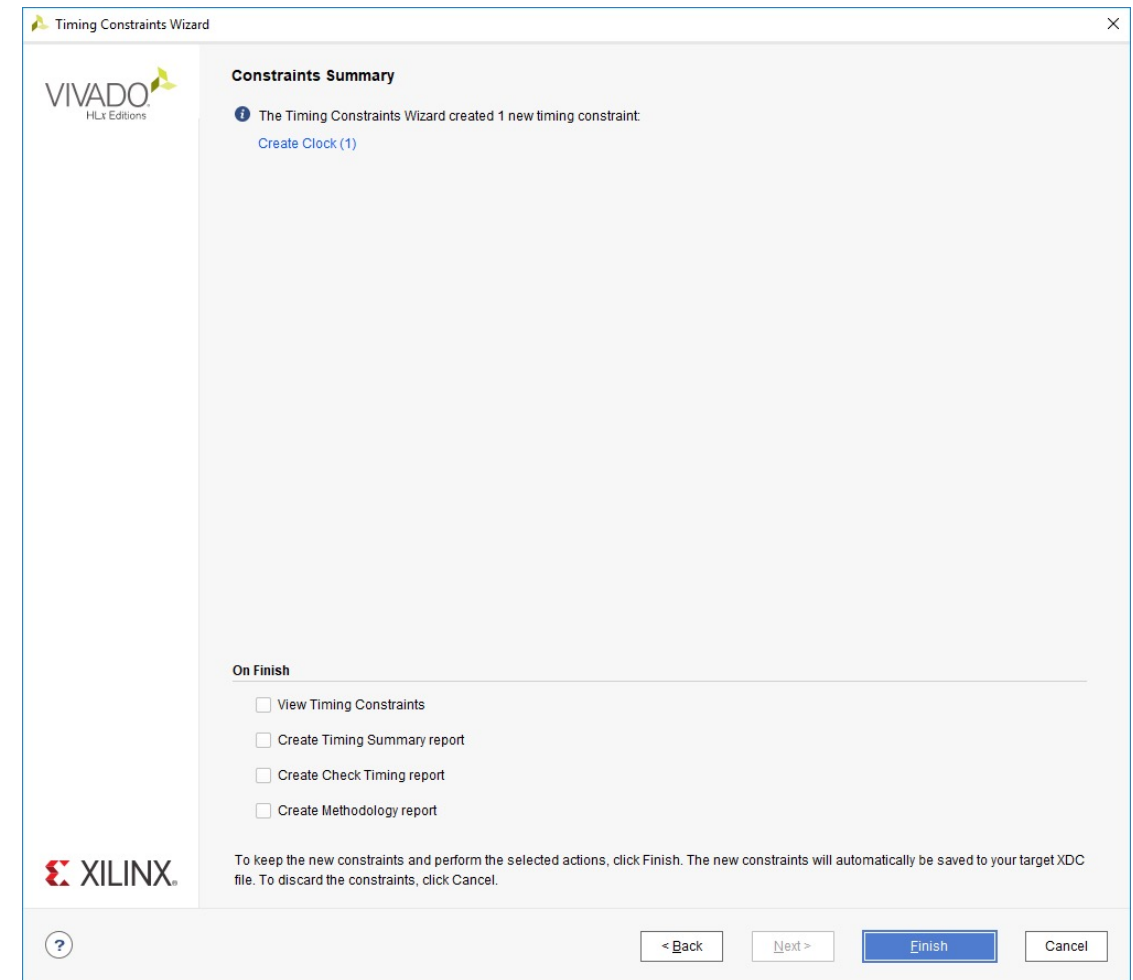 Timing Constraints Wizard
VIVADO.
HLx Editions
Constraints Summary
The Timing Constraints Wizard created 1 new timing constraint:
Create Clock (1)
On Finish
View Timing Constraints
Create Timing Summary report
Create Check Timing report
Create Methodology report
To keep the new constraints and perform the selected actions, click Finish. The new constraints will automatically be saved to your target XDC
file. To discard the constraints, click Cancel.
XILINX.
?
< Back
Next >
Finish
Cancel